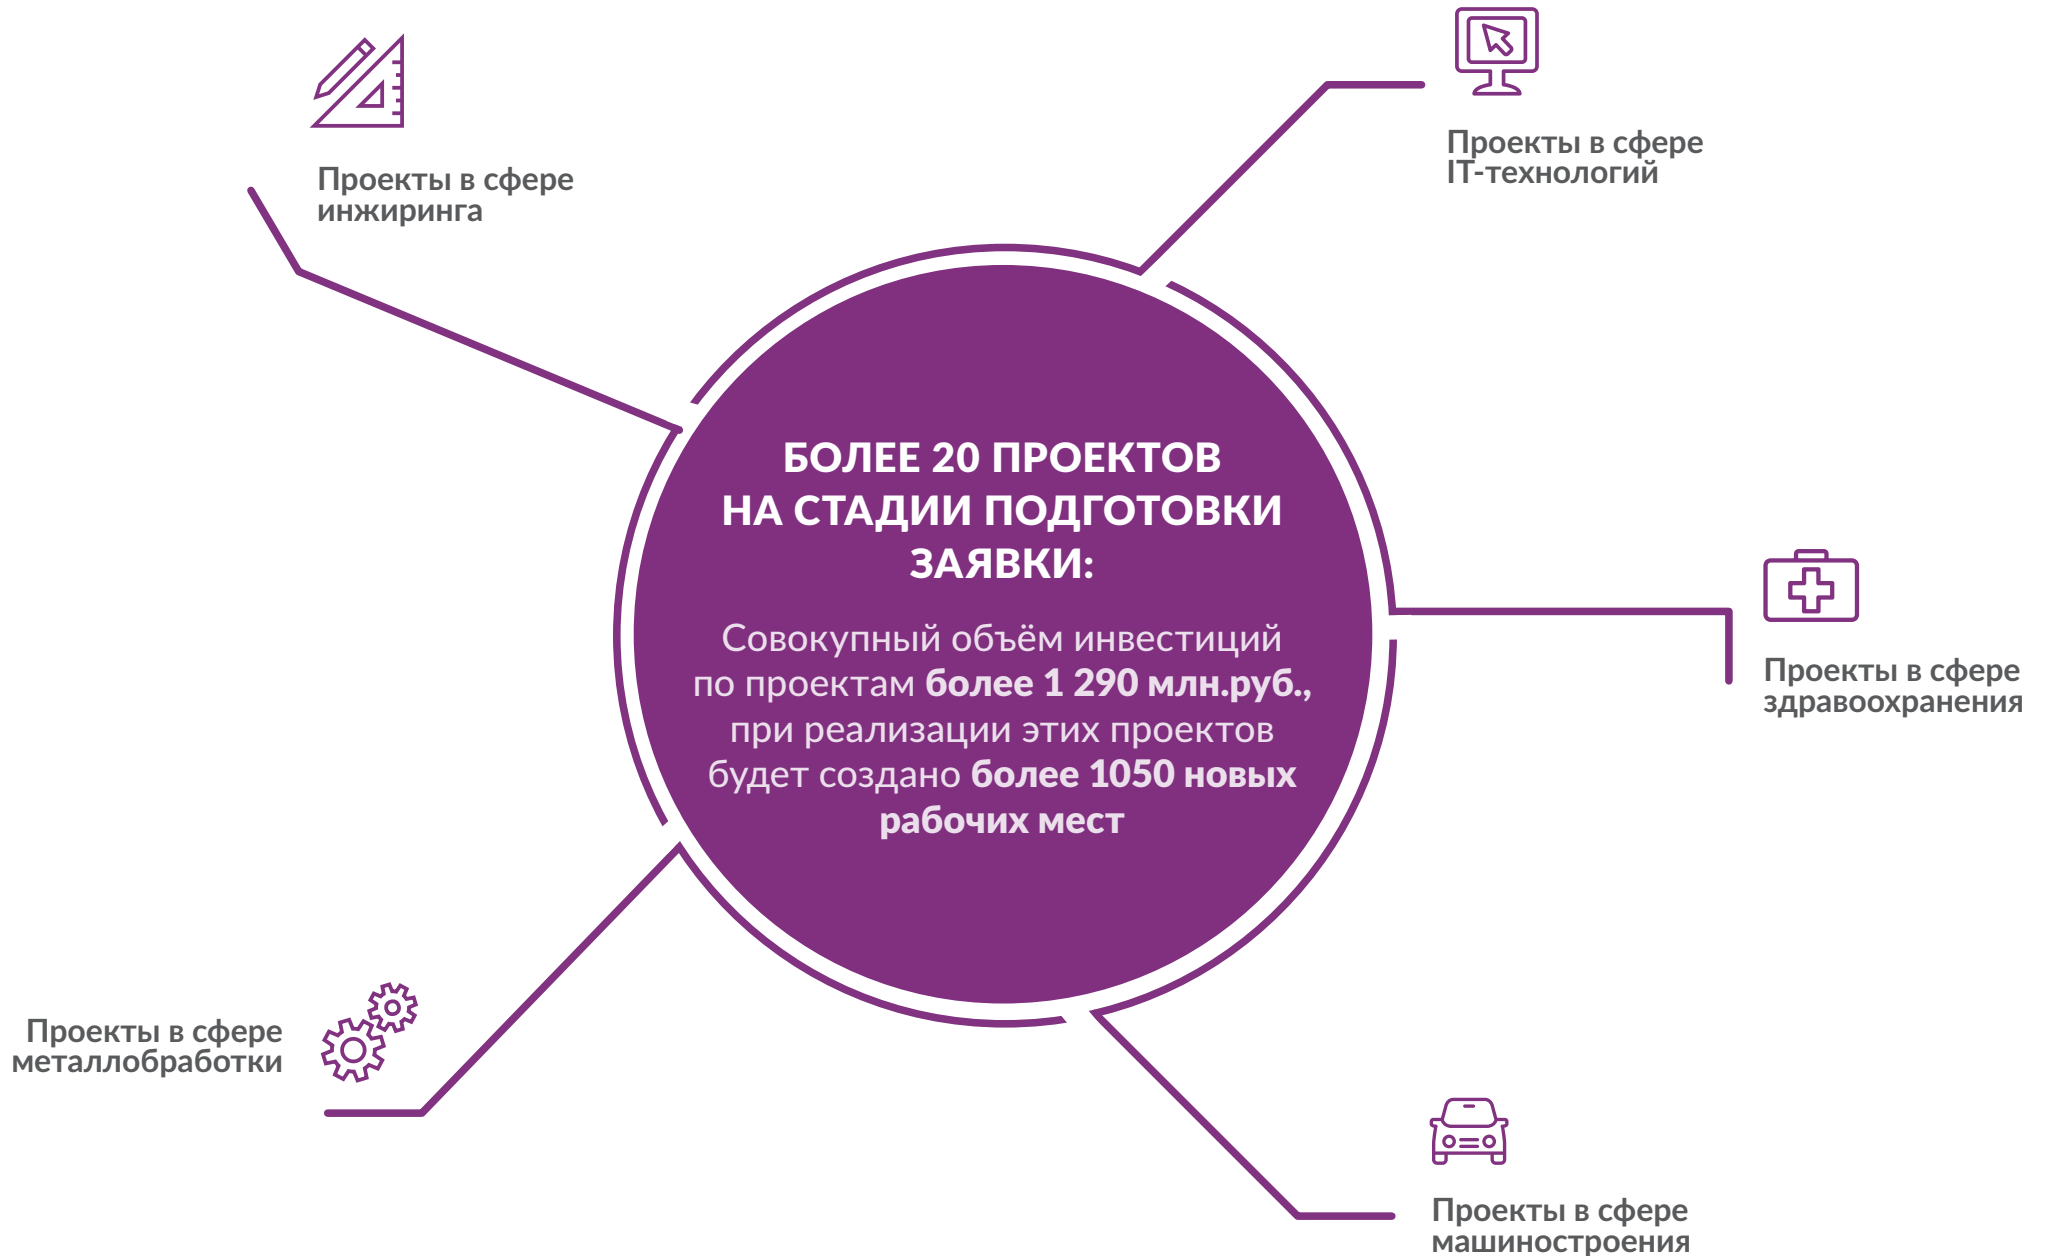 Проекты в сфере
IT-технологий
Проекты в сфере
инжиринга
БОЛЕЕ 20 ПРОЕКТОВ
НА СТАДИИ ПОДГОТОВКИ
ЗАЯВКИ:
Совокупный объём инвестиций
по проектам более 1 290 млн.руб.,
при реализации этих проектов
будет создано более 1050 новых
рабочих мест
Проекты в сфере
здравоохранения
Проекты в сфере
металлобработки
Проекты в сфере
машиностроения